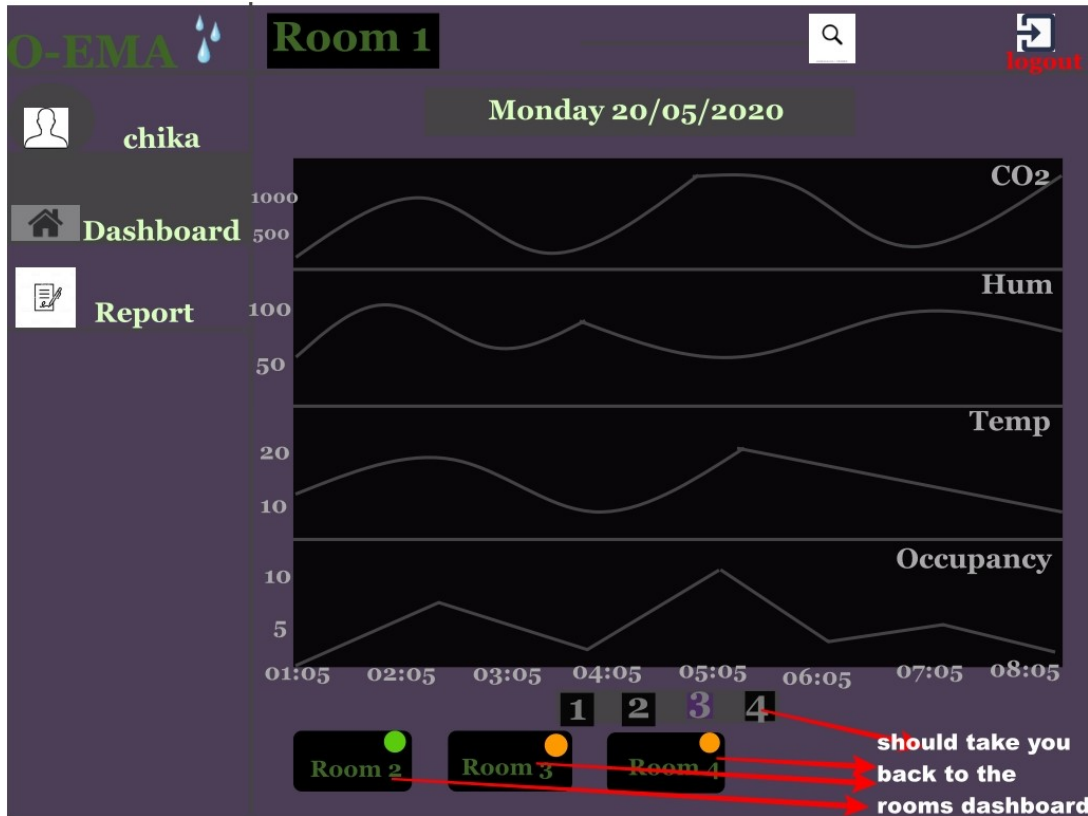 O-EMA
Room 1
logout
Monday 20/05/2020
chika
Dashboard
Report
CO2
1000
500
Hum
100
50
Temp
20
10
Occupancy
10
5
01:05 02:05 03:05 04:05 05:05 06:05 07:05 08:05
1 2 3 4
Room 2 Room 3 Room 4
should take you
back to the
rooms dashboard